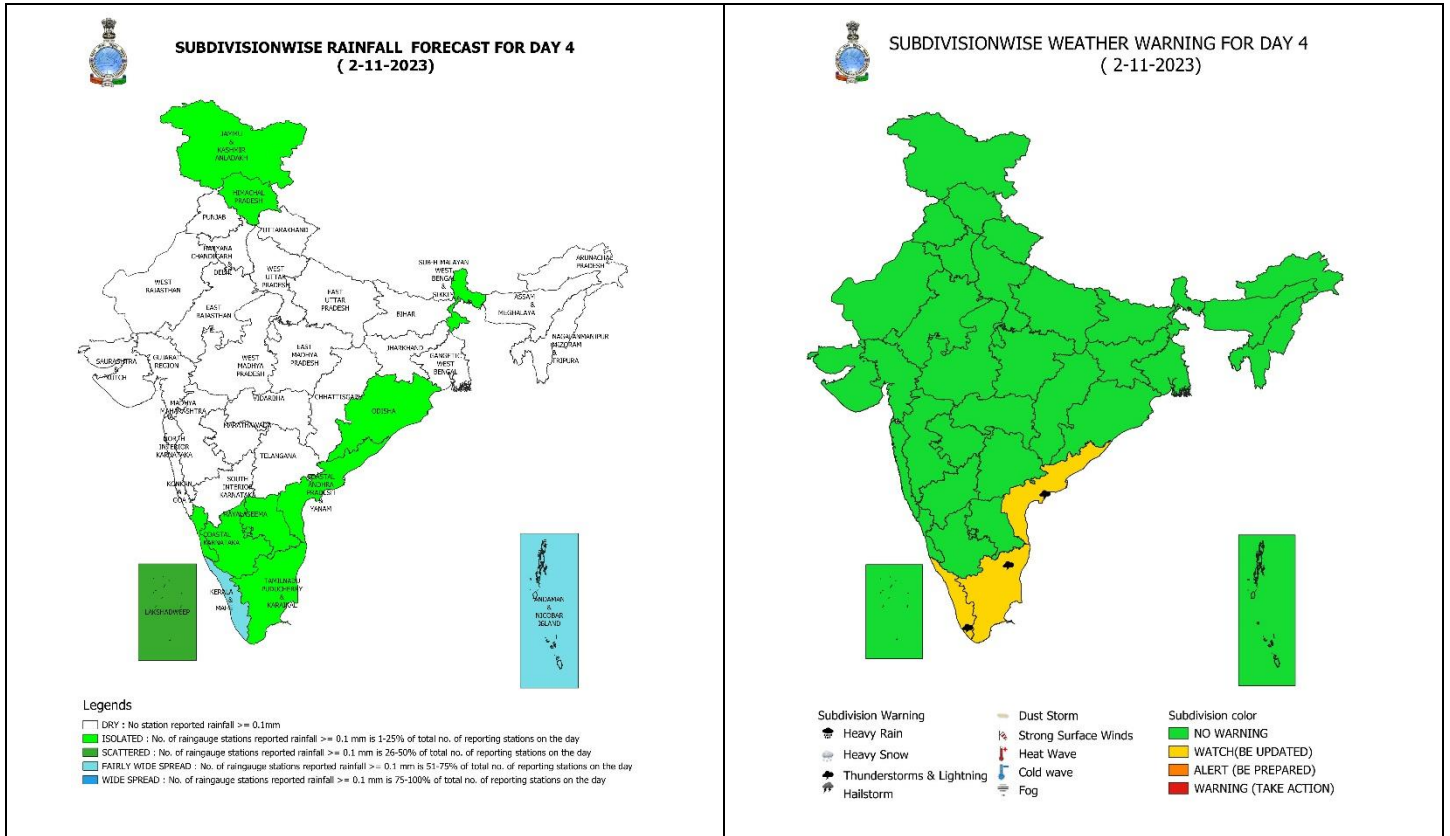 SUBDIVISIONWISE RAINFALL FORECAST FOR DAY 4
( 2-11-2023)
JAMMU
&
KASHMIR
ANLADAKH
HIMACHAL
PRADESH
PUNJAB
UTTARAKHAND
HARYANA
CHANDIGARH
&
DELHI
WEST
RAJASTHAN
WEST
UTTAR
PRADESH
EAST
RAJASTHAN
EAST
UTTAR
PRADESH
SUB-H MALAYAN
WEST
BENGAL
&
SIKKIM
ARUNACHAL
PRADESH
ASSAM
&
MEGHALAYA
BIHAR
NAGALANMANIPUR
MIZORAM
&
TRIPURA
JHARKHAND
GANGETIC
WEST
BENGAL
SAURASHTRA
&
KUTCH
GUJARAT
REGION
WEST
MADHYA
PRADESH
EAST
MADHYA
PRADESH
CHHATTISGARH
ODISHA
VIDARBHA
MADHYA
MAHARASHTRA
MARATHAWADA
NORTH
INTERIOR
KARNATAKA
TELANGANA
KONKAN
&
GOA
SOUTH
INTERIOR
KARNATAKA
COASTAL
ANDHRA
PRADESH
&
YANAM
RAYALASEEMA
COASTAL
KARNATAKA
TAMILNADU
PUDUCHERRY
&
KARAIKAL
KERALA
&
MAHE
LAKSHADWEEP
ANDAMAN
&
NICOBAR
ISLAND
Legends
DRY : No station reported rainfall >= 0.1mm
ISOLATED : No. of raingauge stations reported rainfall >= 0.1 mm is 1-25% of total no. of reporting stations on the day
SCATTERED : No. of raingauge stations reported rainfall >= 0.1 mm is 26-50% of total no. of reporting stations on the day
FAIRLY WIDE SPREAD : No. of raingauge stations reported rainfall >= 0.1 mm is 51-75% of total no. of reporting stations on the day
WIDE SPREAD : No. of raingauge stations reported rainfall >= 0.1 mm is 75-100% of total no. of reporting stations on the day
SUBDIVISIONWISE WEATHER WARNING FOR DAY 4
( 2-11-2023)
Subdivision Warning
Heavy Rain
Heavy Snow
Thunderstorms & Lightning
Hailstorm
Dust Storm
Strong Surface Winds
Heat Wave
Cold wave
Fog
Subdivision color
NO WARNING
WATCH(BE UPDATED)
ALERT (BE PREPARED)
WARNING (TAKE ACTION)